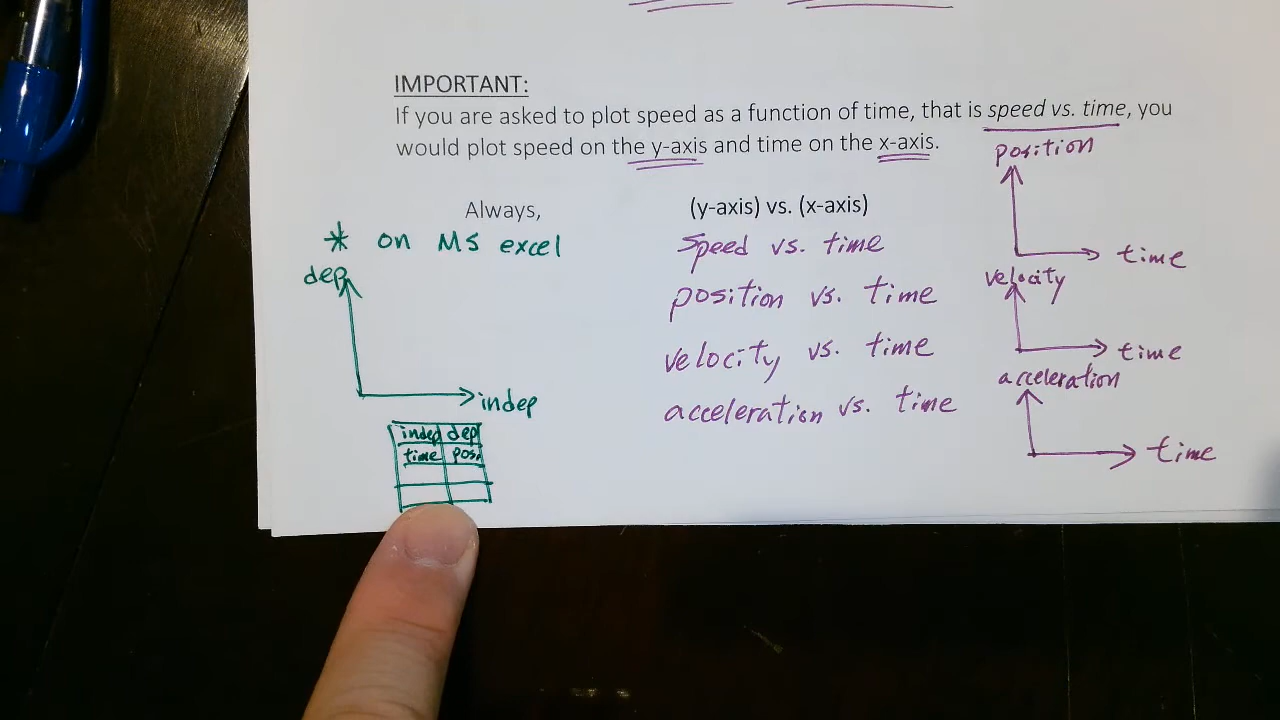 IMPORTANT:
If you are asked to plot speed as a function of time, that is speed vs. time, you
would plot speed on the y-axis and time on the x-axis.
Always,
(y-axis) vs. (x-axis)
* on MS excel
dep
indep
indep dep
time posi
Speed vs. time
position vs. time
velocity vs. time
acceleration vs. time
position
time
velocity
time
acceleration
time